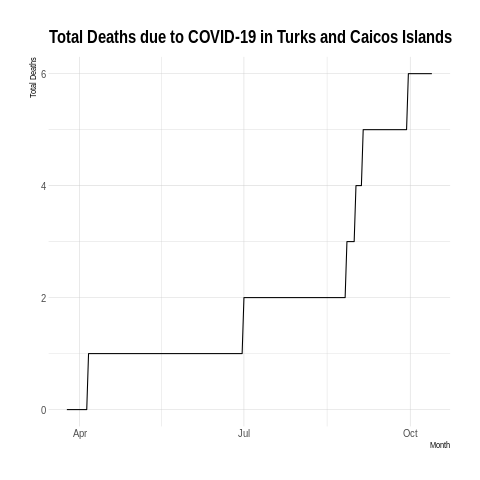 Total Deaths due to COVID-19 in Turks and Caicos Islands
Total Deaths
6
4
2
0
Apr
Jul
Oct
Month